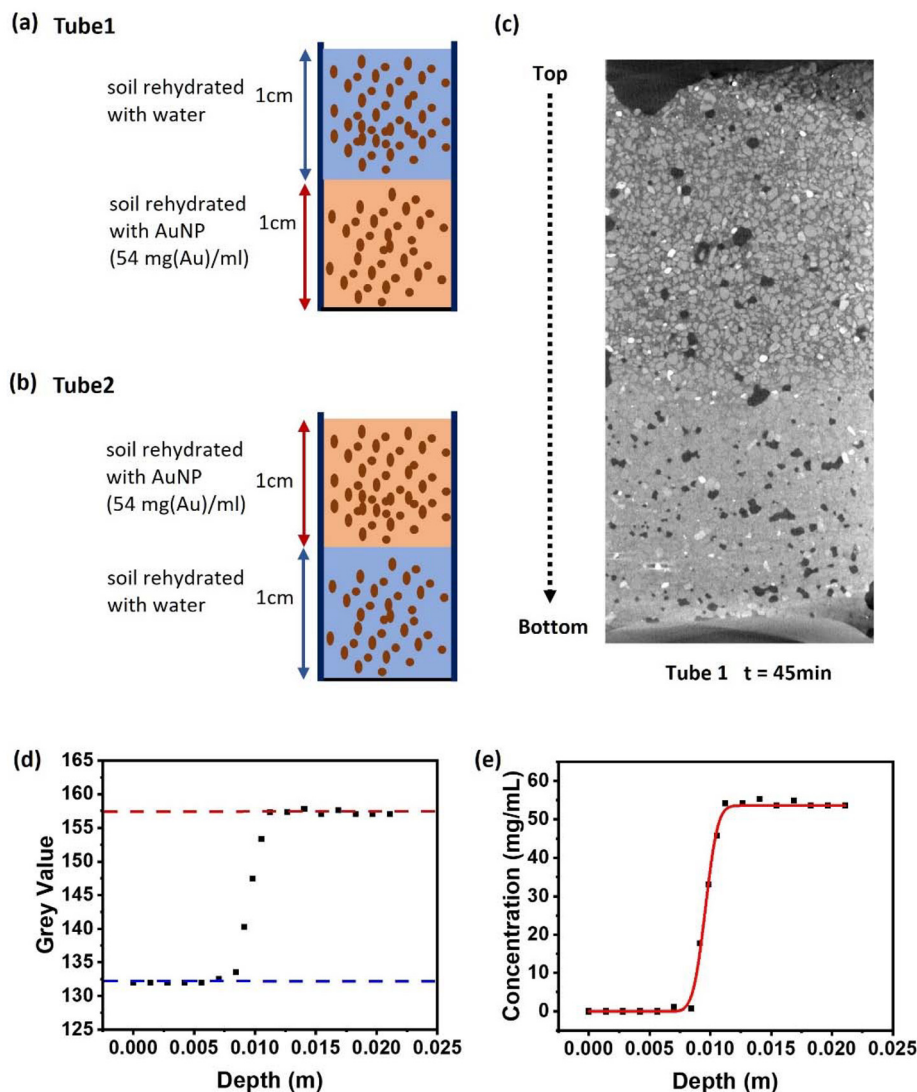 (a) Tube1
soil rehydrated
with water
1cm
soil rehydrated
with AuNP
(54 mg(Au)/ml)
1cm
(b) Tube2
soil rehydrated
with AuNP
(54 mg(Au)/ml)
1cm
soil rehydrated
with water
1cm
(c)
Top
Bottom
Tube 1 t = 45min
(d)
165
160
155
150
145
140
135
130
125
Grey Value
0.000 0.005 0.010 0.015 0.020 0.025
Depth (m)
(e)
60
50
40
30
20
10
0
Concentration (mg/mL)
0.000 0.005 0.010 0.015 0.020 0.025
Depth (m)